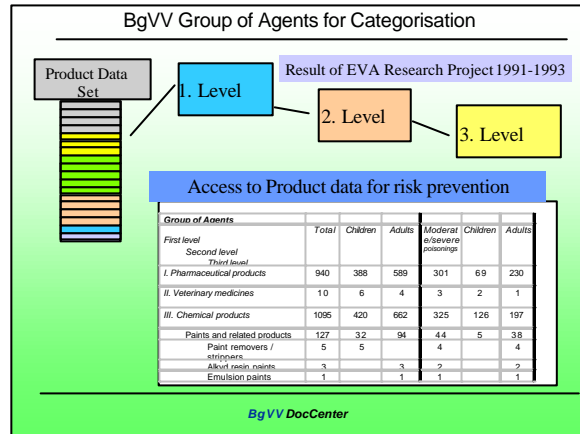 BgVV Group of Agents for Categorisation
Product Data
Set
Result of EVA Research Project 1991-1993
1. Level
2. Level
3. Level
Access to Product data for risk prevention
Group of Agents
First level
Second level
Third level
Total Children Adults Moderat e/severe poisonings Children Adults
I. Pharmaceutical products 940 388 589 301 69 230
II. Veterinary medicines 10 6 4 3 2 1
III. Chemical products 1095 420 662 325 126 197
Paints and related products 127 32 94 44 5 38
Paint removers / strippers 5 5 4 4
Alkyd resin paints 3 3 2 2
Emulsion paints 1 1 1 1
BgVV DocCenter